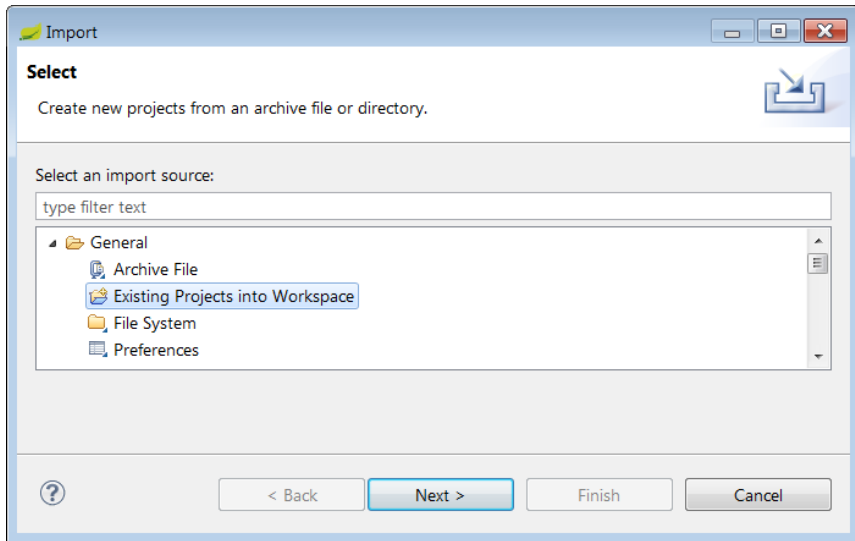 Import
Select
Create new projects from an archive file or directory.
Select an import source:
type filter text
General
Archive File
Existing Projects into Workspace
File System
Preferences
?
< Back Next > Finish Cancel